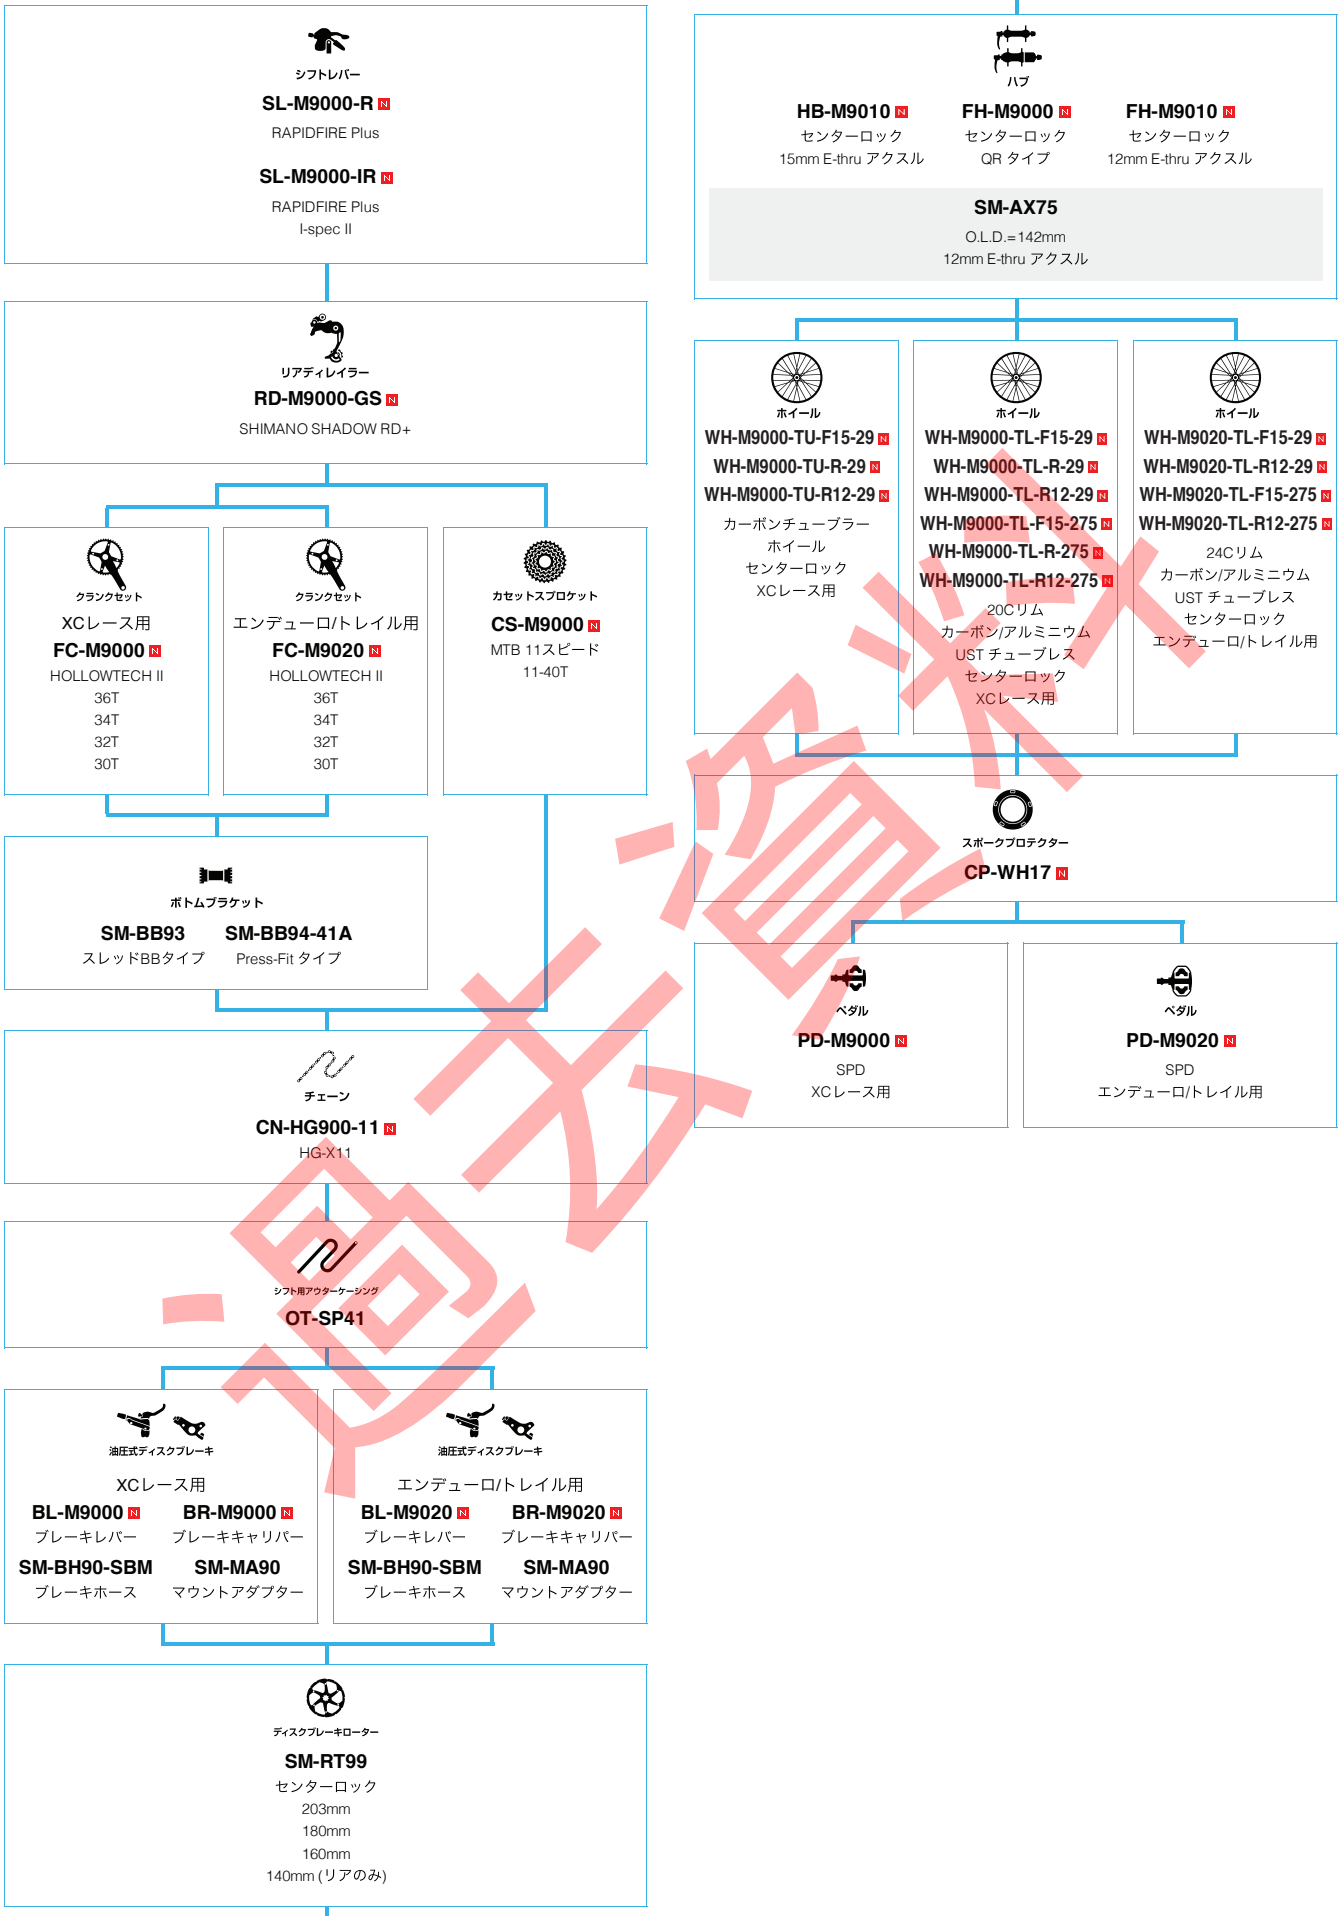 シフトレバー
SL-M9000-R N
RAPIDFIRE Plus
SL-M9000-IR N
RAPIDFIRE Plus
I-spec II
リアディレイラー
RD-M9000-GS N
SHIMANO SHADOW RD+
クランクセット
XCレース用
FC-M9000 N
HOLLOWTECH II
36T
34T
32T
30T
クランクセット
エンデューロ/トレイル用
FC-M9020 N
HOLLOWTECH II
36T
34T
32T
30T
カセットスプロケット
CS-M9000 N
MTB 11スピード
11-40T
ボトムブラケット
SM-BB93 SM-BB94-41A
スレッドBBタイプ Press-Fit タイプ
チェーン
CN-HG900-11 N
HG-X11
シフト用アウターケーシング
OT-SP41
油圧式ディスクブレーキ
XCレース用
BL-M9000 N BR-M9000 N
ブレーキレバー ブレーキキャリパー
SM-BH90-SBM SM-MA90
ブレーキホース マウントアダプター
油圧式ディスクブレーキ
エンデューロ/トレイル用
BL-M9020 N BR-M9020 N
ブレーキレバー ブレーキキャリパー
SM-BH90-SBM SM-MA90
ブレーキホース マウントアダプター
ディスクブレーキローター
SM-RT99
センターロック
203mm
180mm
160mm
140mm (リアのみ)
ハブ
HB-M9010 N FH-M9000 N FH-M9010 N
センターロック センターロック センターロック
15mm E-thru アクスル QR タイプ 12mm E-thru アクスル
SM-AX75
O.L.D.=142mm
12mm E-thru アクスル
ホイール
WH-M9000-TU-F15-29 N
WH-M9000-TU-R-29 N
WH-M9000-TU-R12-29 N
カーボンチューブラー
ホイール
センターロック
XCレース用
ホイール
WH-M9000-TL-F15-29 N
WH-M9000-TL-R-29 N
WH-M9000-TL-R12-29 N
WH-M9000-TL-F15-275 N
WH-M9000-TL-R-275 N
WH-M9000-TL-R12-275 N
20Cリム
カーボン/アルミニウム
UST チューブレス
センターロック
XCレース用
ホイール
WH-M9020-TL-F15-29 N
WH-M9020-TL-R12-29 N
WH-M9020-TL-F15-275 N
WH-M9020-TL-R12-275 N
24Cリム
カーボン/アルミニウム
UST チューブレス
センターロック
エンデューロ/トレイル用
スポークプロテクター
CP-WH17 N
ペダル
PD-M9000 N
SPD
XCレース用
ペダル
PD-M9020 N
SPD
エンデューロ/トレイル用
過去資料